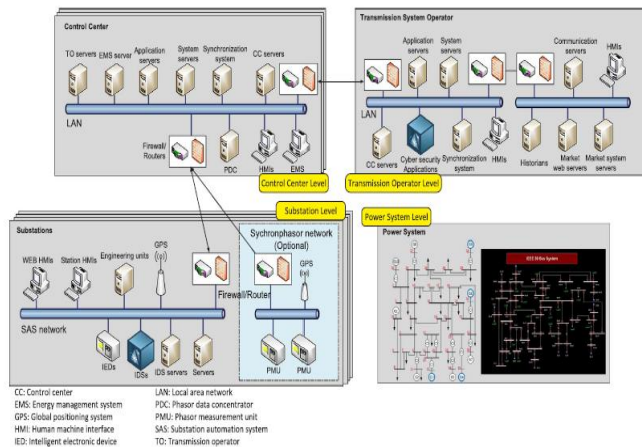 Control Center
TO servers
EMS server
Application
servers
System
servers
Synchronization
system
CC servers
LAN
Firewall/
Routers
PDC
HMIs
EMS
Control Center Level
Transmission System Operator
Application
servers
System
servers
Communication
servers
HMIs
LAN
CC servers
Cyber security
Applications
Synchronization
system
HMIs
Historians
Market
web servers
Market system
servers
Transmission Operator Level
Substation Level
Substations
WEB HMIs
Station HMIs
Engineering units
GPS
Sychronphasor network
(Optional)
GPS
Firewall/Router
SAS network
IEDs
IDSs
IDS servers
Servers
PMU
PMU
Power System Level
Power System
CC: Control center
EMS: Energy management system
GPS: Global positioning system
HMI: Human machine interface
IED: Intelligent electronic device
LAN: Local area network
PDC: Phasor data concentrator
PMU: Phasor measurement unit
SAS: Substation automation system
TO: Transmission operator